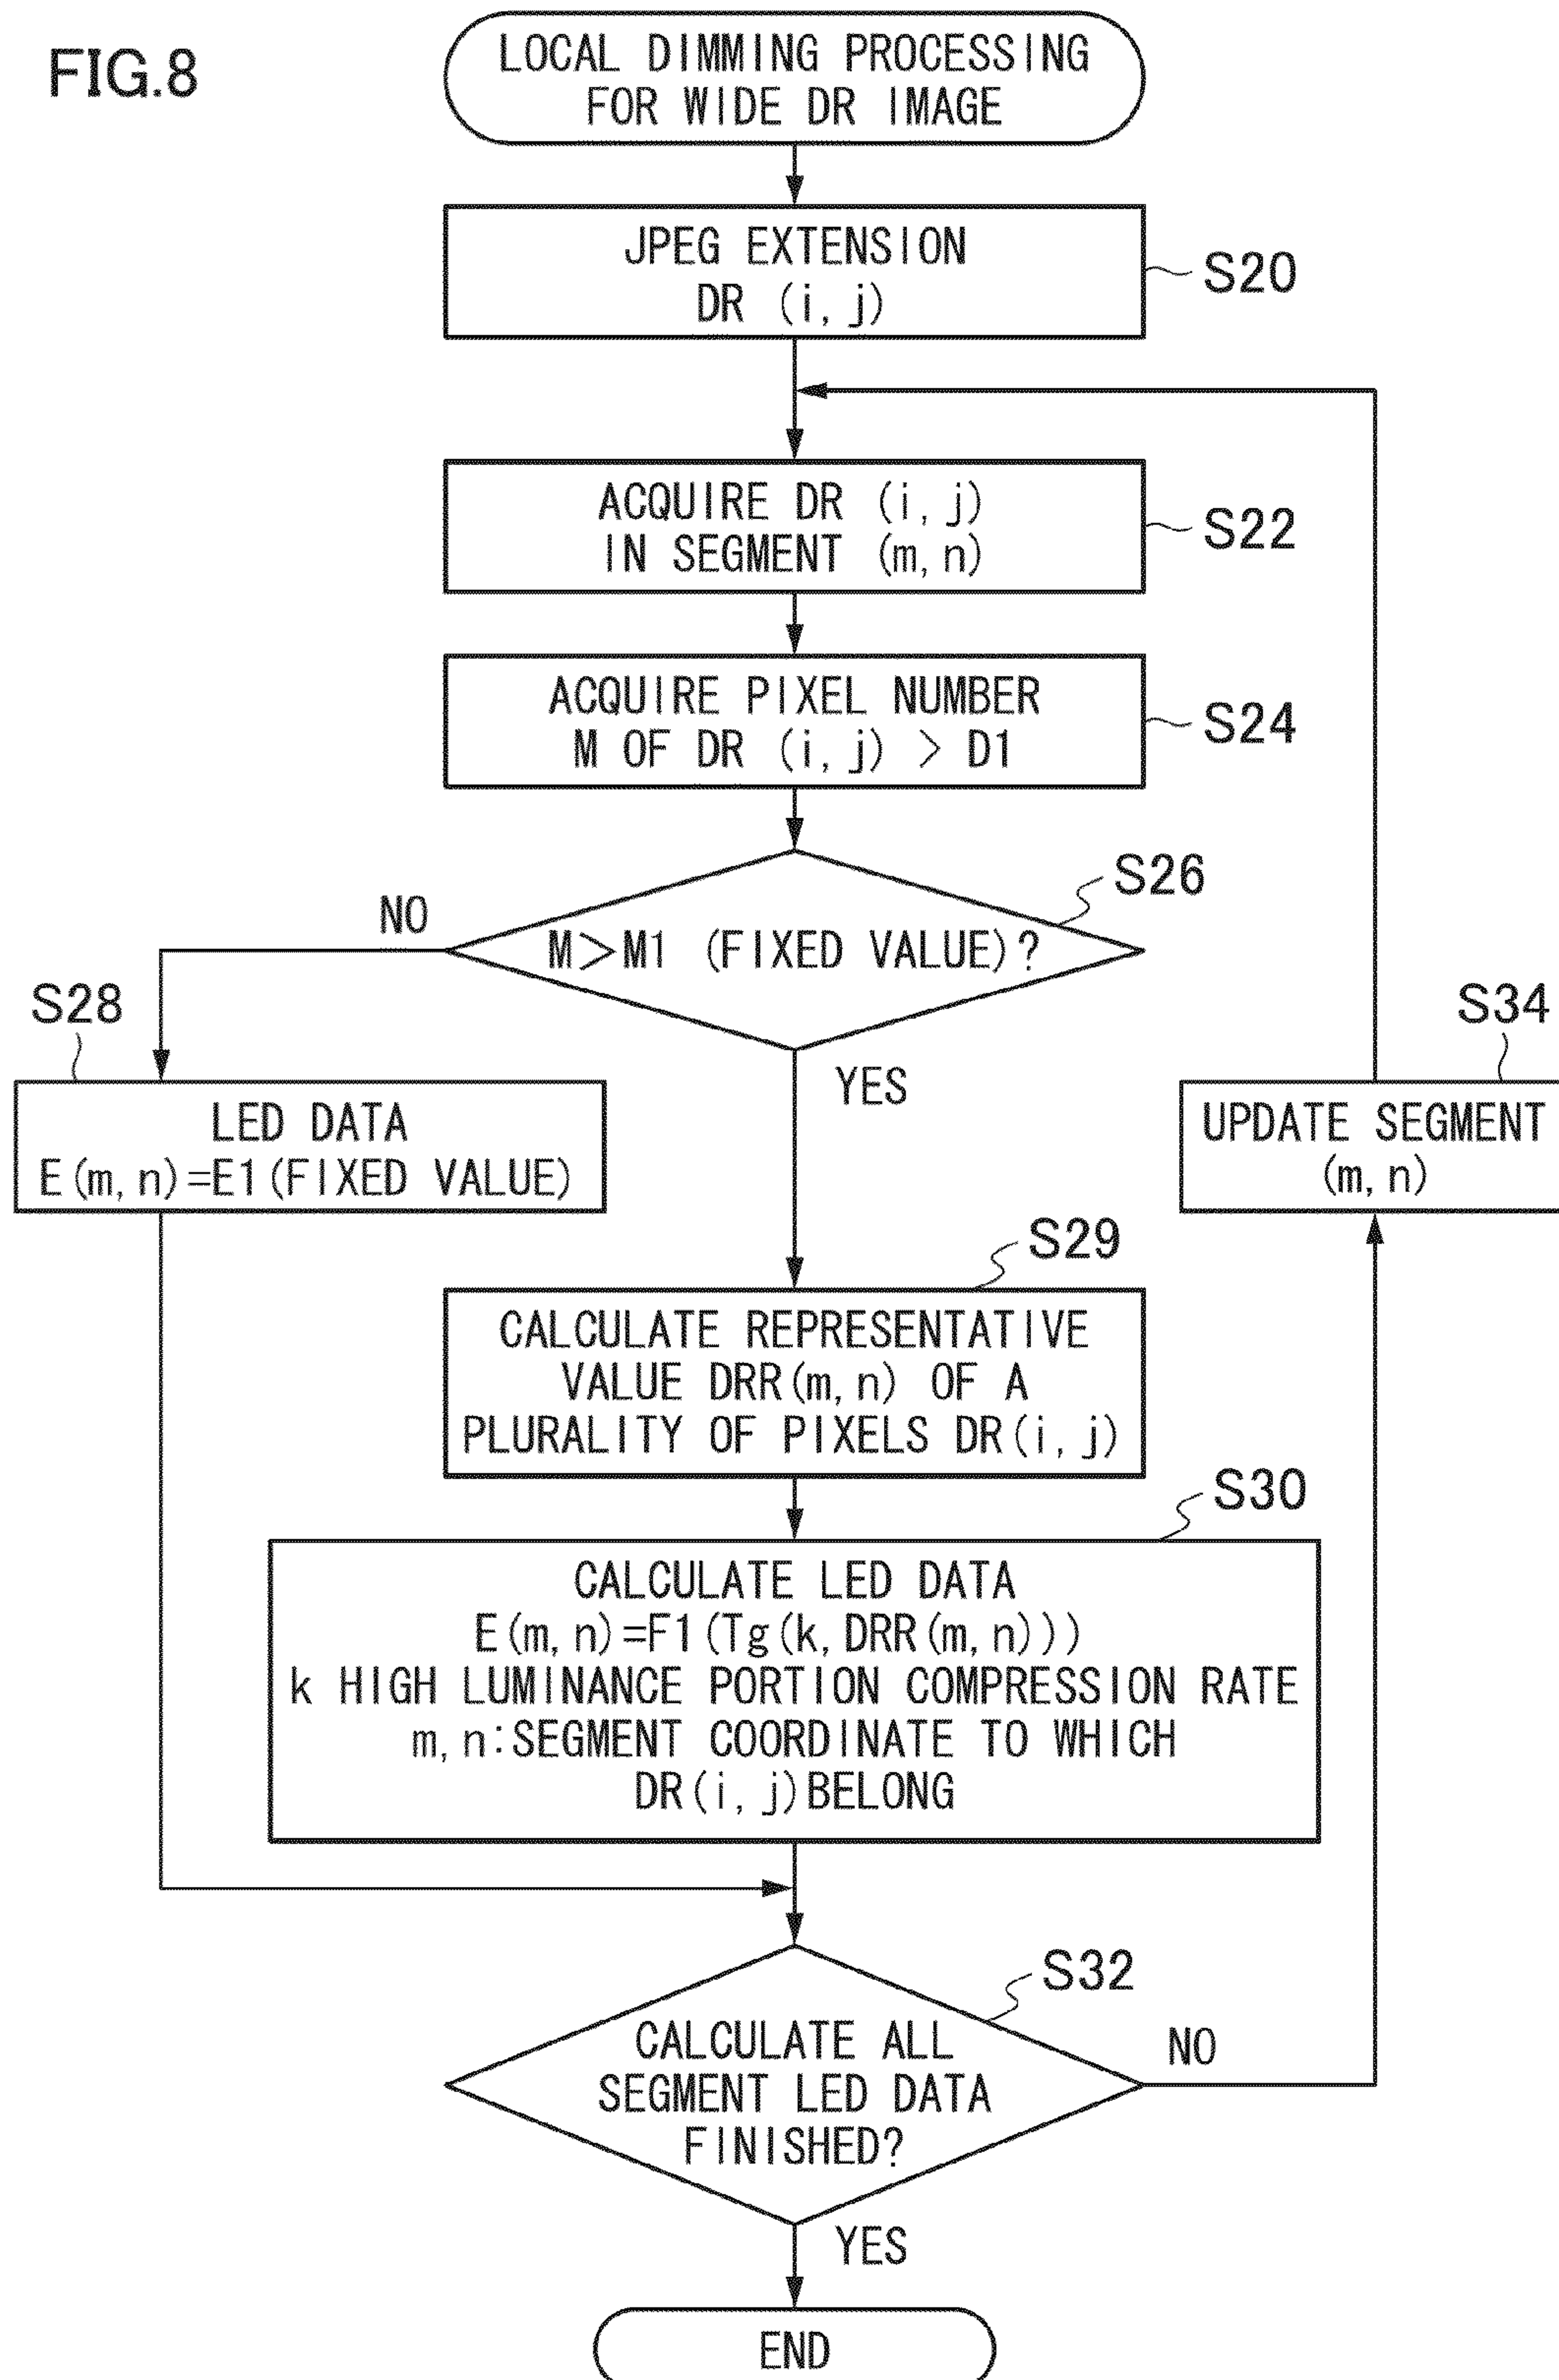 FIG.8
LOCAL DIMMING PROCESSING
FOR WIDE DR IMAGE
JPEG EXTENSION
DR (i, j)
S20
ACQUIRE DR (i, j)
IN SEGMENT (m, n)
S22
ACQUIRE PIXEL NUMBER
M OF DR (i, j) > D1
S24
S26
NO
M>M1 (FIXED VALUE)?
YES
S28
LED DATA
E(m, n)=E1(FIXED VALUE)
S34
UPDATE SEGMENT
(m, n)
S29
CALCULATE REPRESENTATIVE
VALUE DRR(m, n) OF A
PLURALITY OF PIXELS DR(i, j)
S30
CALCULATE LED DATA
E(m, n)=F1(Tg(k, DRR(m, n)))
k HIGH LUMINANCE PORTION COMPRESSION RATE
m, n:SEGMENT COORDINATE TO WHICH
DR(i, j)BELONG
S32
CALCULATE ALL
SEGMENT LED DATA
FINISHED?
NO
YES
END